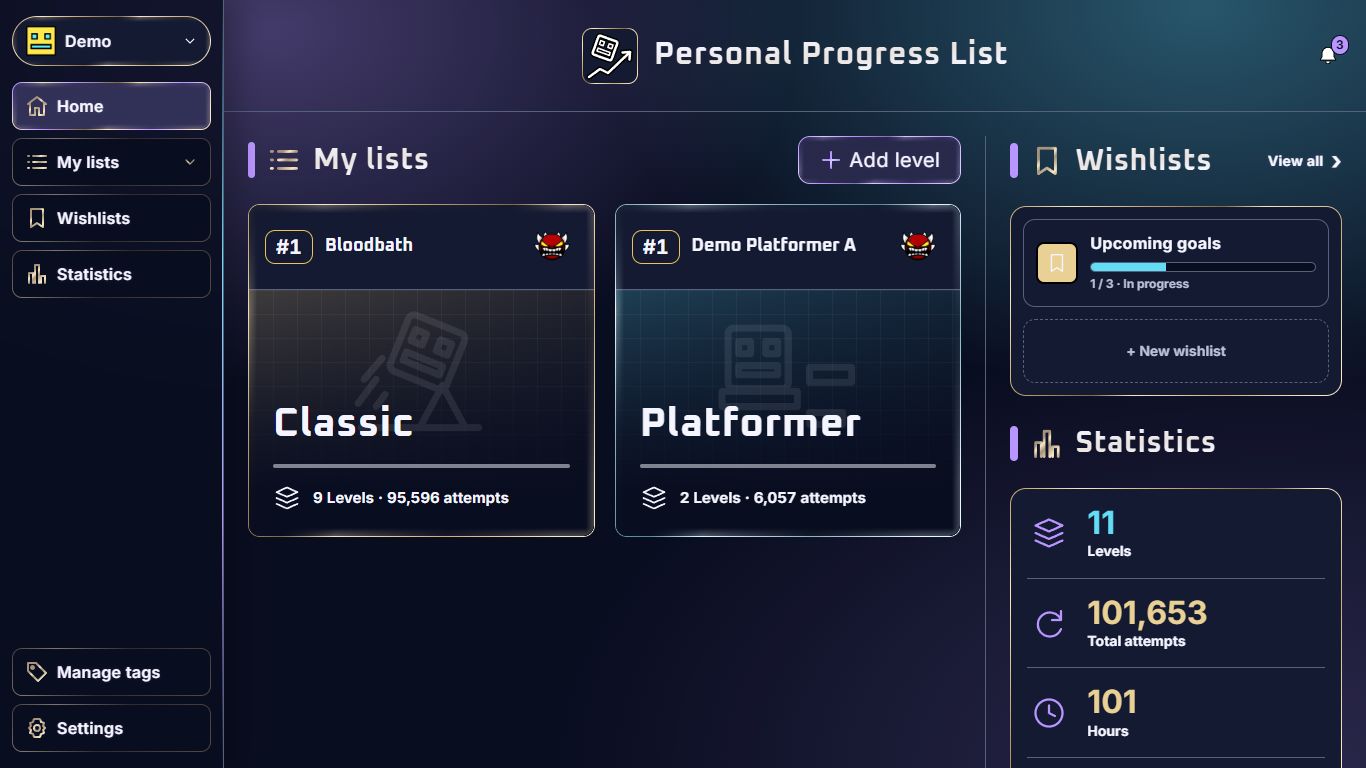 Demo
Home
My lists
Wishlists
Statistics
Manage tags
Settings
Personal Progress List
3
My lists
+ Add level
#1 Bloodbath
Classic
9 Levels · 95,596 attempts
#1 Demo Platformer A
Platformer
2 Levels · 6,057 attempts
Wishlists
View all
Upcoming goals
1 / 3 · In progress
+ New wishlist
Statistics
11
Levels
101,653
Total attempts
101
Hours